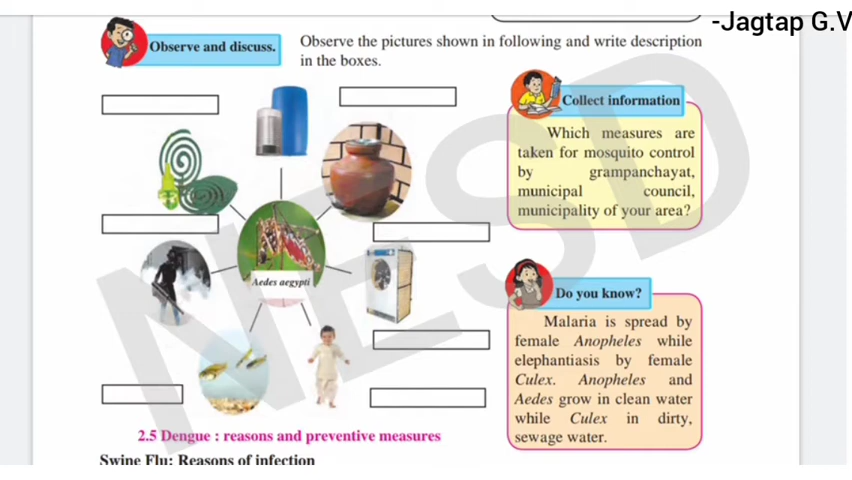 -Jagtap G.V
Observe and discuss.
Observe the pictures shown in following and write description
in the boxes.
Collect information
Which measures are
taken for mosquito control
by grampanchayat,
municipal council,
municipality of your area?
Aedes aegypti
Do you know?
Malaria is spread by
female Anopheles while
elephantiasis by female
Culex. Anopheles and
Aedes grow in clean water
while Culex in dirty,
sewage water.
2.5 Dengue : reasons and preventive measures
Swine Flu: Reasons of infection
NESD